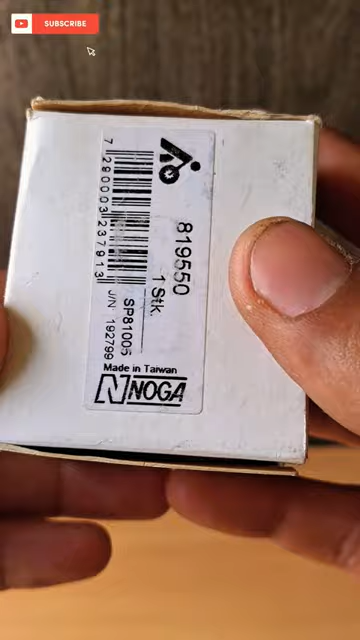 SUBSCRIBE
819550
1 Stk.
SP81005
J/N: 192799
7 290003 237913
Made in Taiwan
NOGA